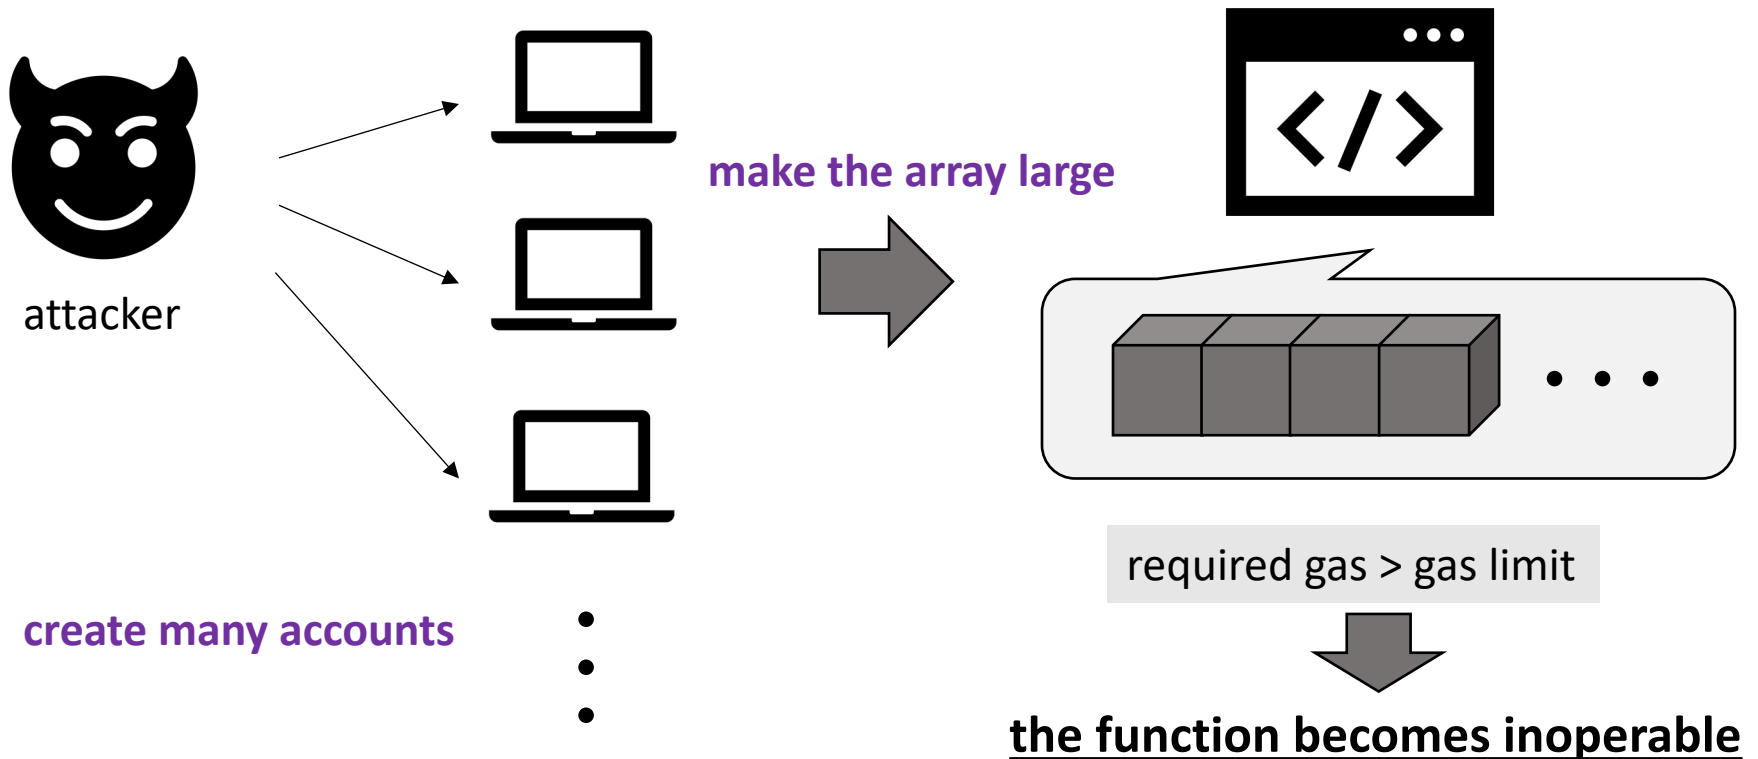 make the array large
attacker
required gas > gas limit
create many accounts
the function becomes inoperable